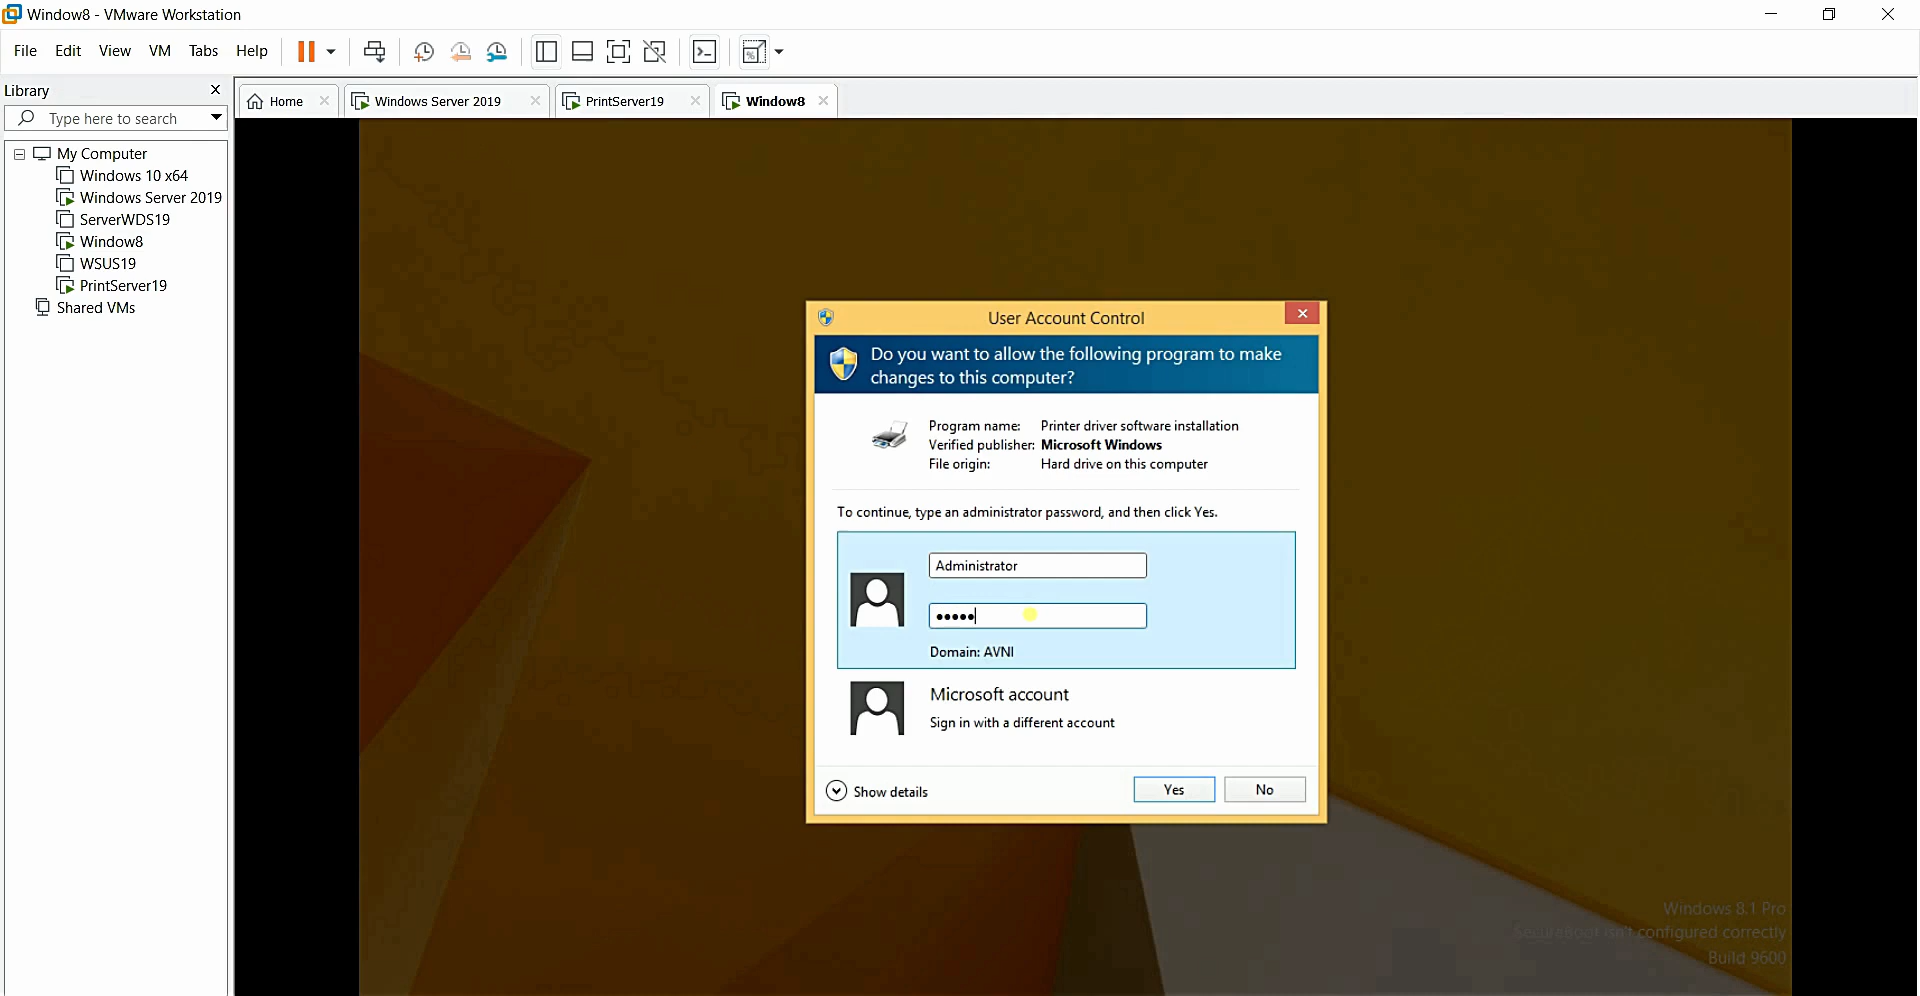 Window8 - VMware Workstation
File Edit View VM Tabs Help
Library
Type here to search
My Computer
Windows 10 x64
Windows Server 2019
ServerWDS19
Window8
WSUS19
PrintServer19
Shared VMs
Home Windows Server 2019 PrintServer19 Window8
User Account Control
Do you want to allow the following program to make
changes to this computer?
Program name: Printer driver software installation
Verified publisher: Microsoft Windows
File origin: Hard drive on this computer
To continue, type an administrator password, and then click Yes.
Administrator
•••••
Domain: AVNI
Microsoft account
Sign in with a different account
Show details
Yes No
Windows 8.1 Pro
SecureBoot isn't configured correctly
Build 9600